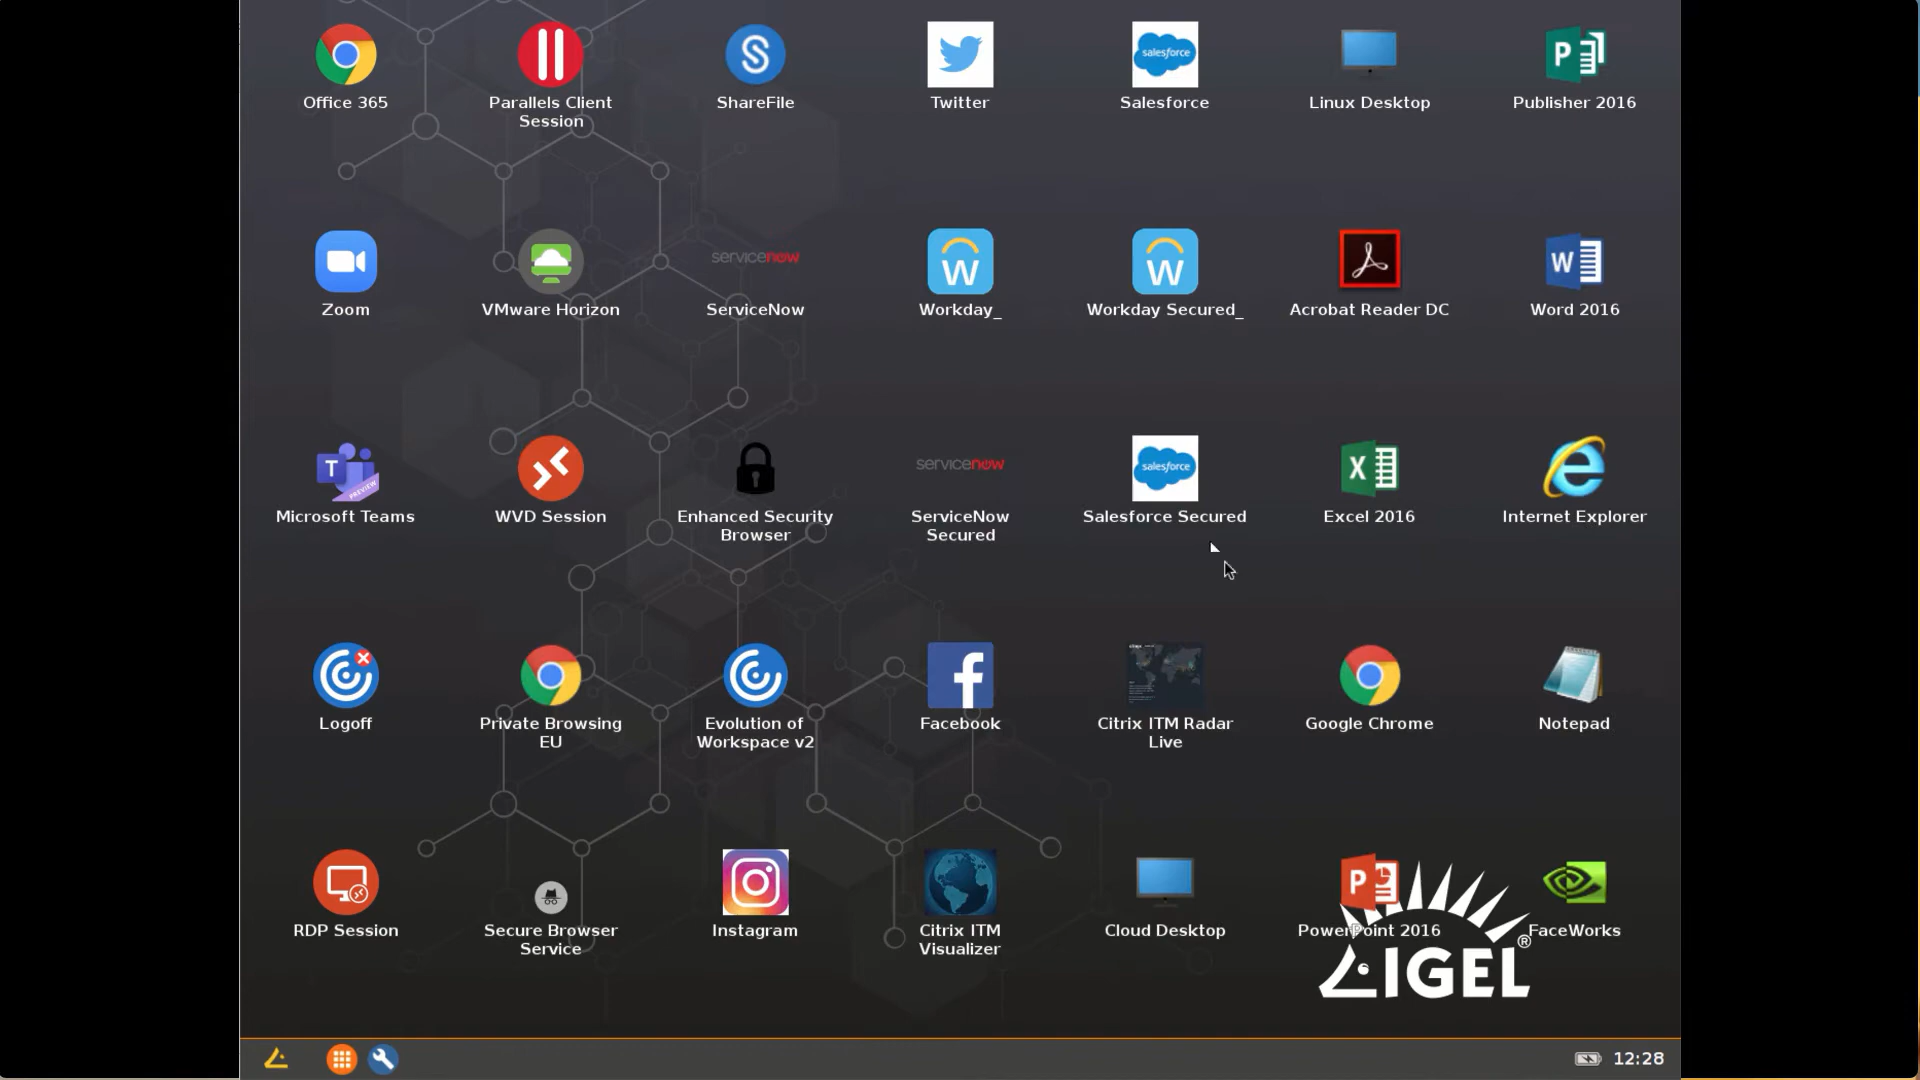 Office 365
Parallels Client
Session
ShareFile
Twitter
salesforce
Salesforce
Linux Desktop
P
Publisher 2016
Zoom
VMware Horizon
servicenow
ServiceNow
W
Workday_
W
Workday Secured_
Acrobat Reader DC
W
Word 2016
T
PREVIEW
Microsoft Teams
WVD Session
Enhanced Security
Browser
servicenow
ServiceNow
Secured
salesforce
Salesforce Secured
X
Excel 2016
Internet Explorer
Logoff
Private Browsing
EU
Evolution of
Workspace v2
f
Facebook
Citrix ITM Radar
Live
Google Chrome
Notepad
RDP Session
Secure Browser
Service
Instagram
Citrix ITM
Visualizer
Cloud Desktop
P
PowerPoint 2016
FaceWorks
IGEL®
12:28